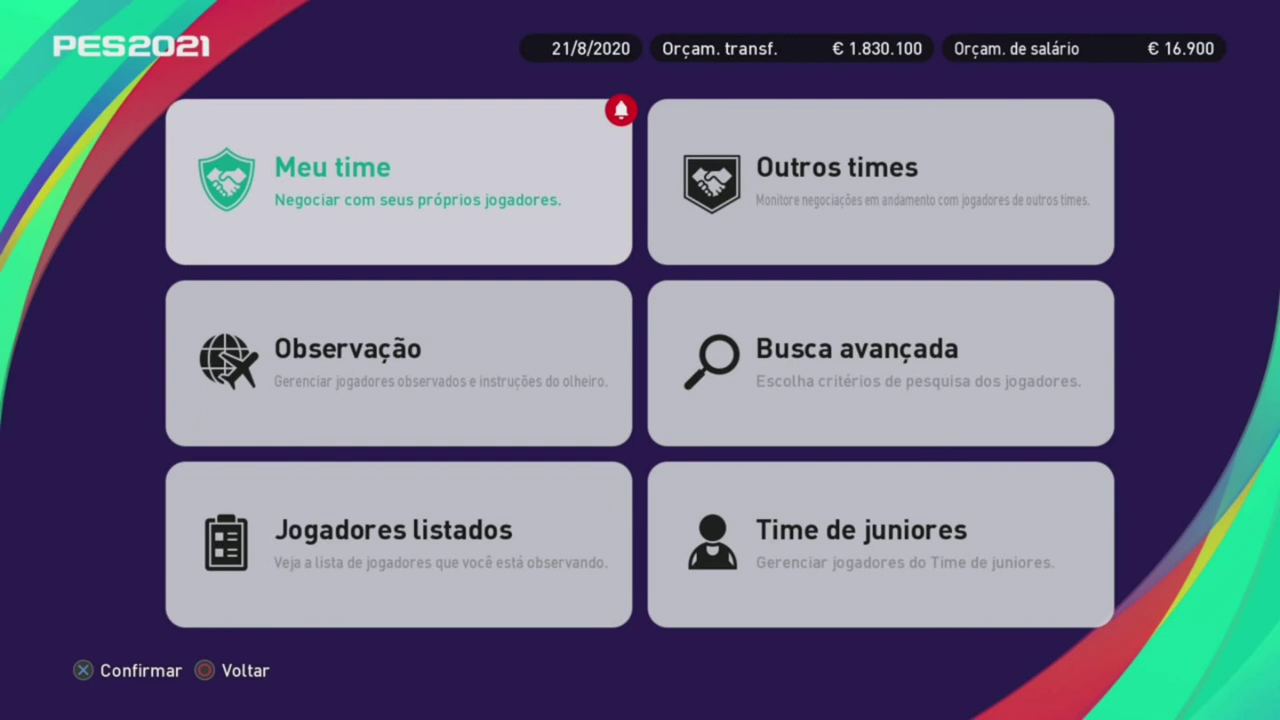 PES2021
21/8/2020 Orçam. transf. € 1.830.100 Orçam. de salário € 16.900
Meu time
Negociar com seus próprios jogadores.
Outros times
Monitore negociações em andamento com jogadores de outros times.
Observação
Gerenciar jogadores observados e instruções do olheiro.
Busca avançada
Escolha critérios de pesquisa dos jogadores.
Jogadores listados
Veja a lista de jogadores que você está observando.
Time de juniores
Gerenciar jogadores do Time de juniores.
Confirmar Voltar